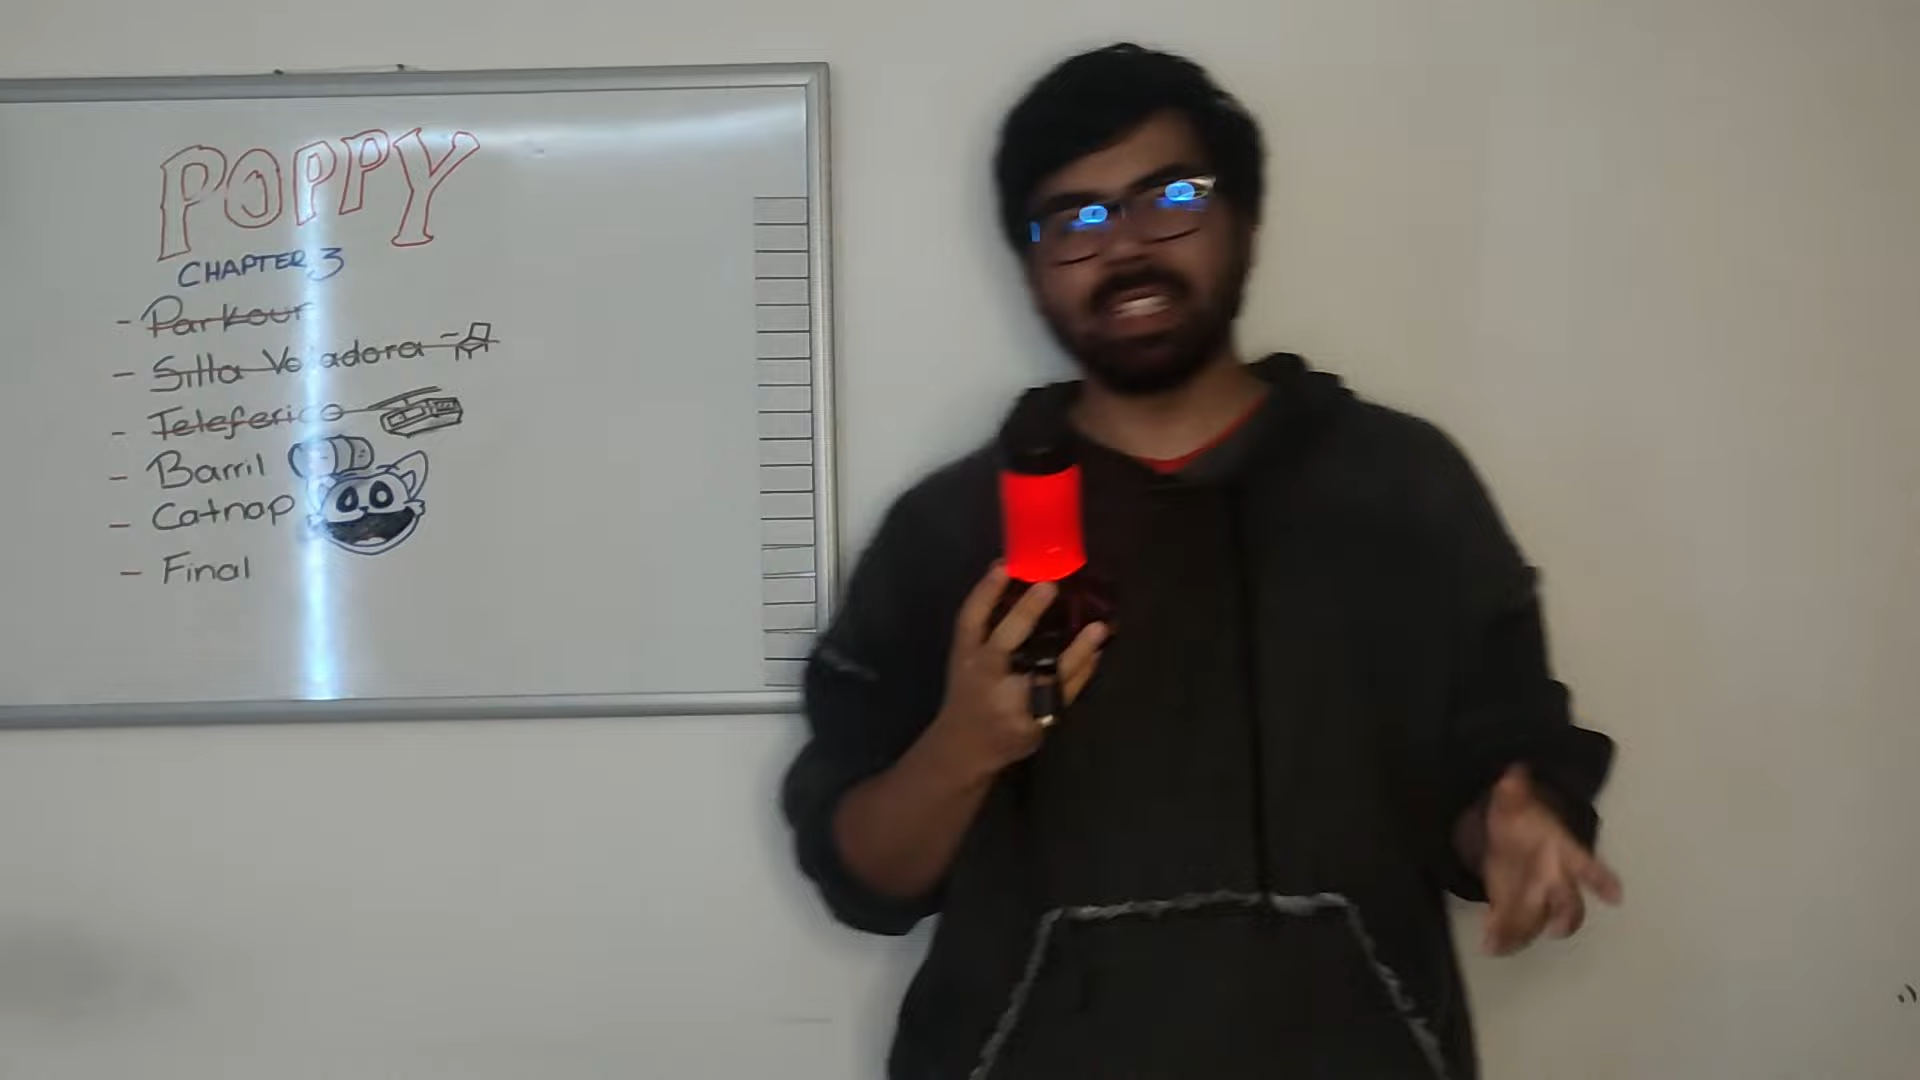 POPPY
CHAPTER 3
- Parkour
- Silla Voladora
- Teleferico
- Barril
- Catnap
- Final